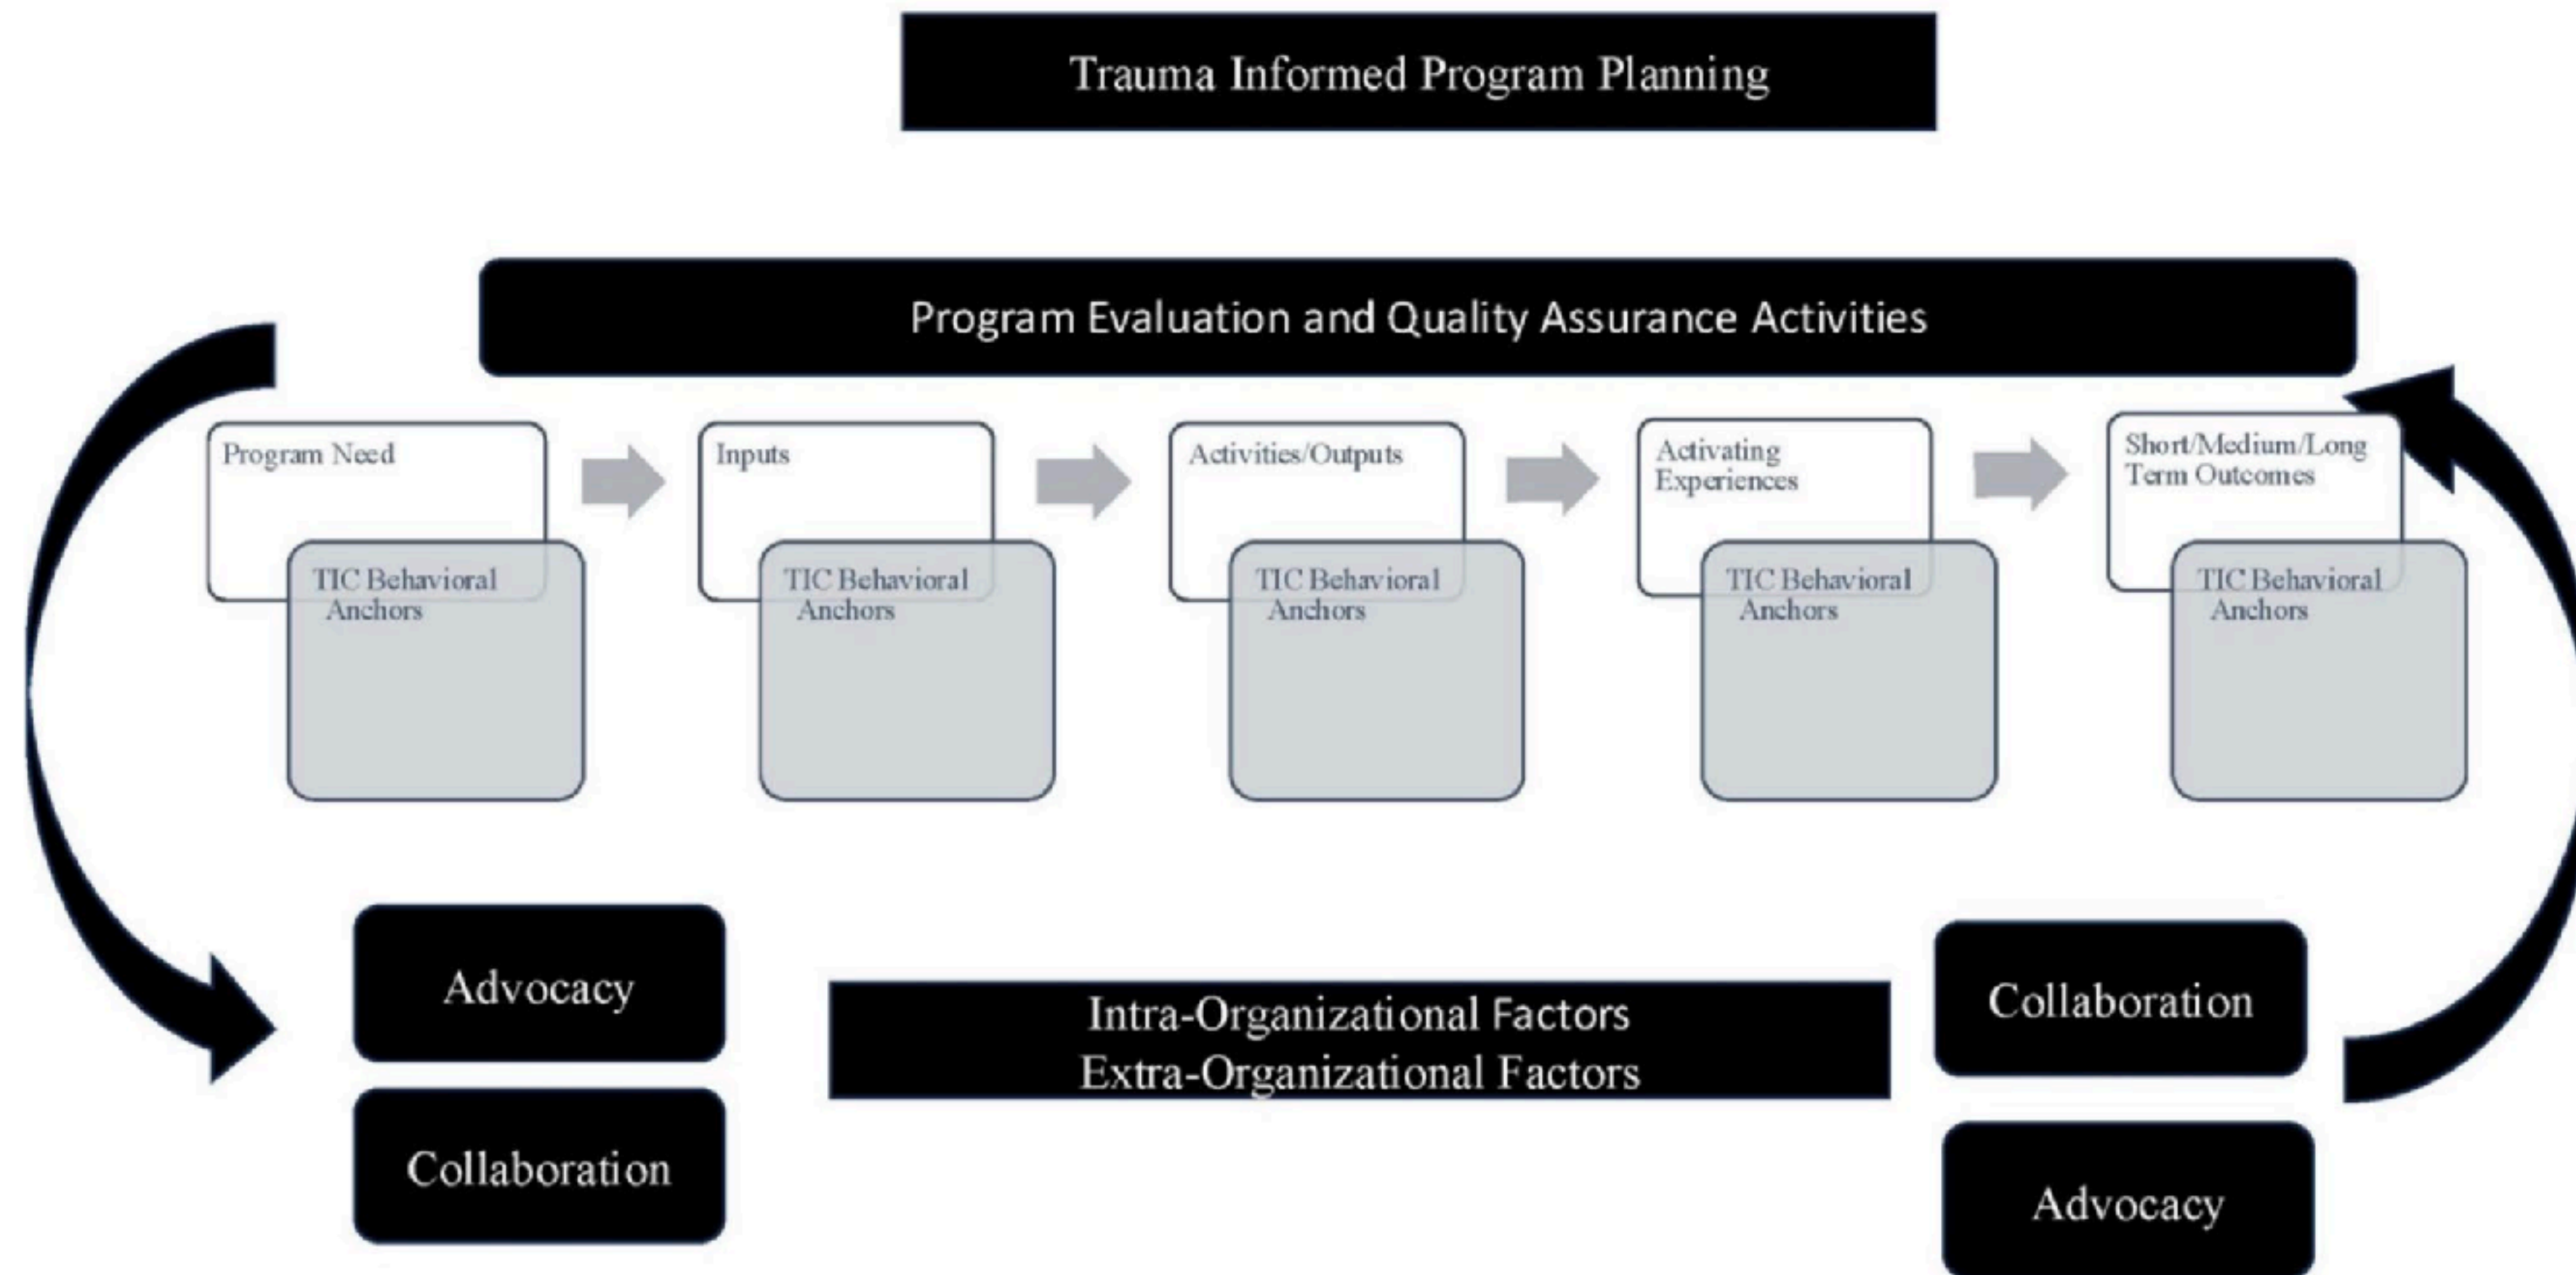 Trauma Informed Program Planning
Program Evaluation and Quality Assurance Activities
Program Need
TIC Behavioral
Anchors
Inputs
TIC Behavioral
Anchors
Activities/Outputs
TIC Behavioral
Anchors
Activating
Experiences
TIC Behavioral
Anchors
Short/Medium/Long
Term Outcomes
TIC Behavioral
Anchors
Advocacy
Collaboration
Intra-Organizational Factors
Extra-Organizational Factors
Collaboration
Advocacy